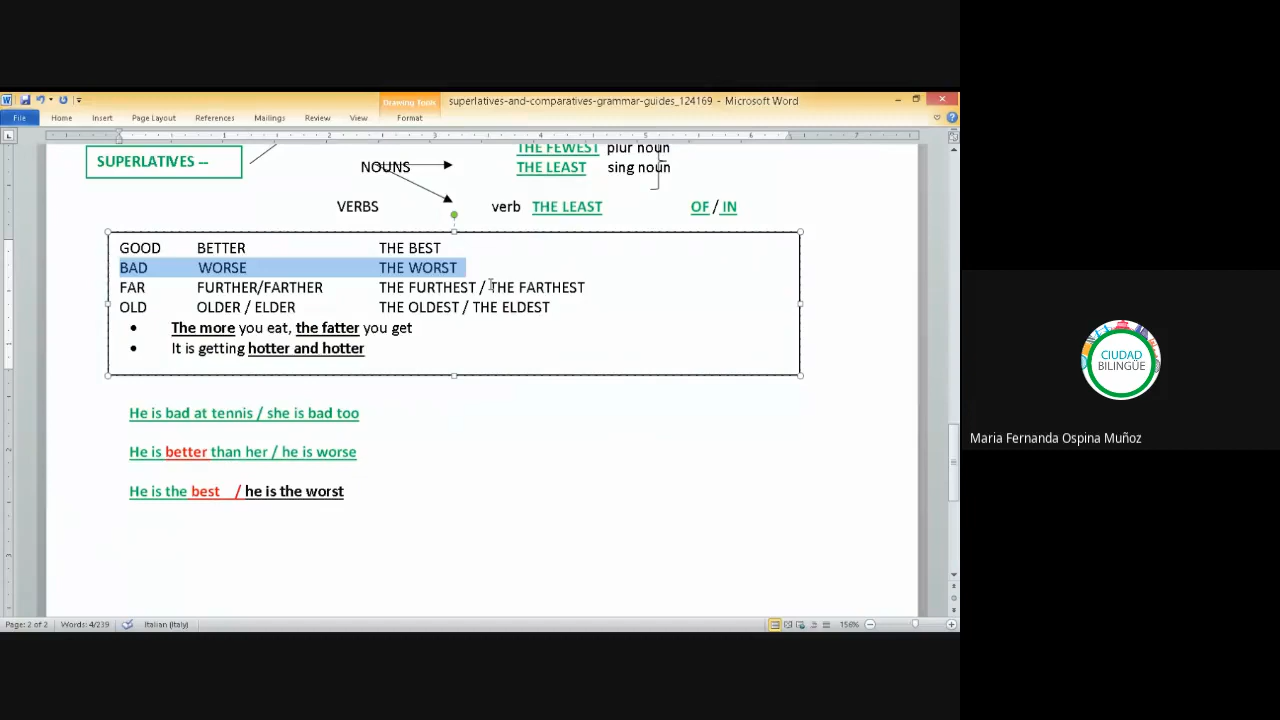 Drawing Tools
superlatives-and-comparatives-grammar-guides_124169 - Microsoft Word
File Home Insert Page Layout References Mailings Review View Format
THE FEWEST plur noun
SUPERLATIVES --
NOUNS THE LEAST sing noun
VERBS verb THE LEAST OF / IN
GOOD BETTER THE BEST
BAD WORSE THE WORST
FAR FURTHER/FARTHER THE FURTHEST / THE FARTHEST
OLD OLDER / ELDER THE OLDEST / THE ELDEST
• The more you eat, the fatter you get
• It is getting hotter and hotter
He is bad at tennis / she is bad too
He is better than her / he is worse
He is the best / he is the worst
Page: 2 of 2 Words: 4/239 Italian (Italy) 156%
CIUDAD
BILINGÜE
Maria Fernanda Ospina Muñoz